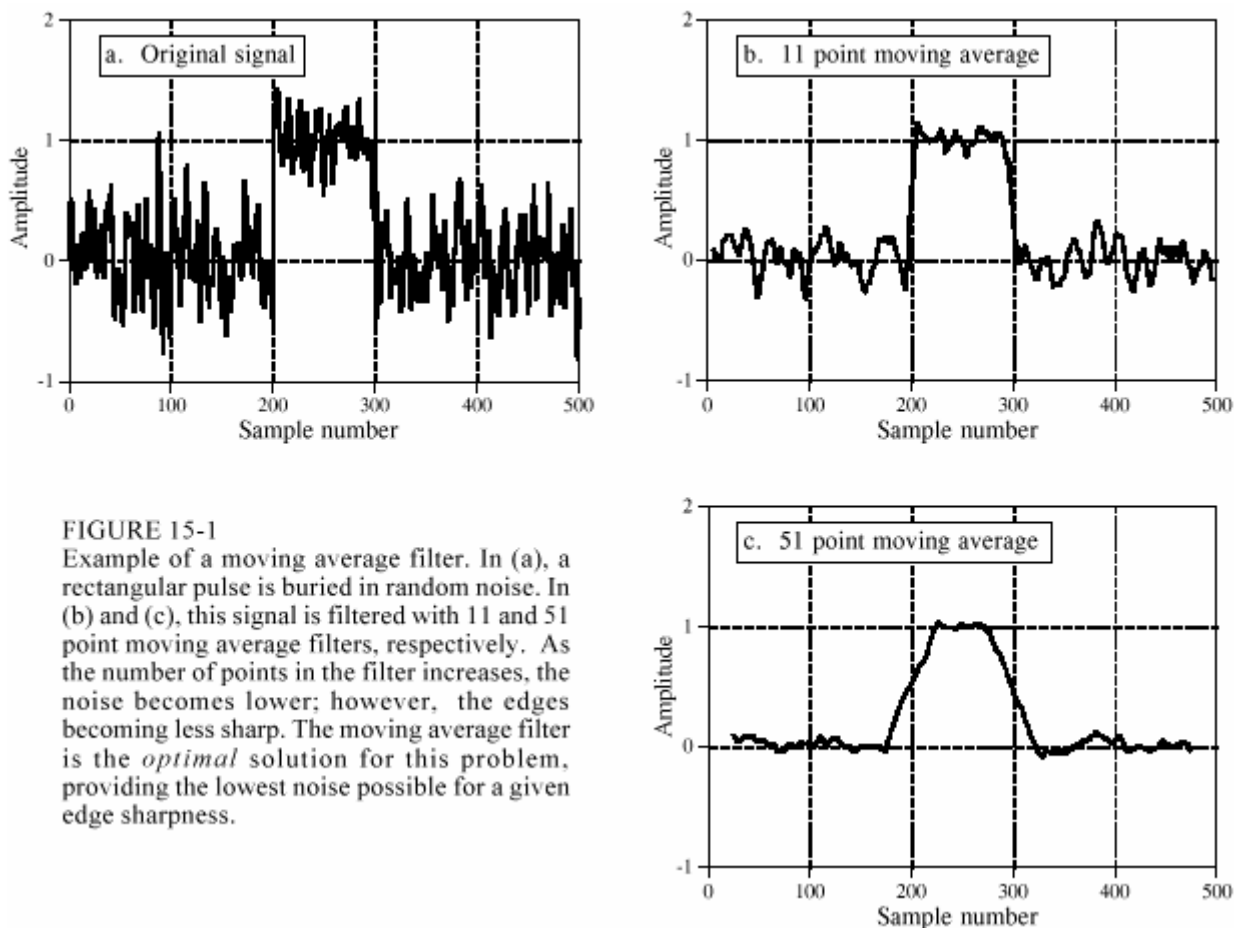 a. Original signal
2
1
0
-1
Amplitude
0 100 200 300 400 500
Sample number
b. 11 point moving average
2
1
0
-1
Amplitude
0 100 200 300 400 500
Sample number
FIGURE 15-1
Example of a moving average filter. In (a), a
rectangular pulse is buried in random noise. In
(b) and (c), this signal is filtered with 11 and 51
point moving average filters, respectively. As
the number of points in the filter increases, the
noise becomes lower; however, the edges
becoming less sharp. The moving average filter
is the optimal solution for this problem,
providing the lowest noise possible for a given
edge sharpness.
c. 51 point moving average
2
1
0
-1
Amplitude
0 100 200 300 400 500
Sample number